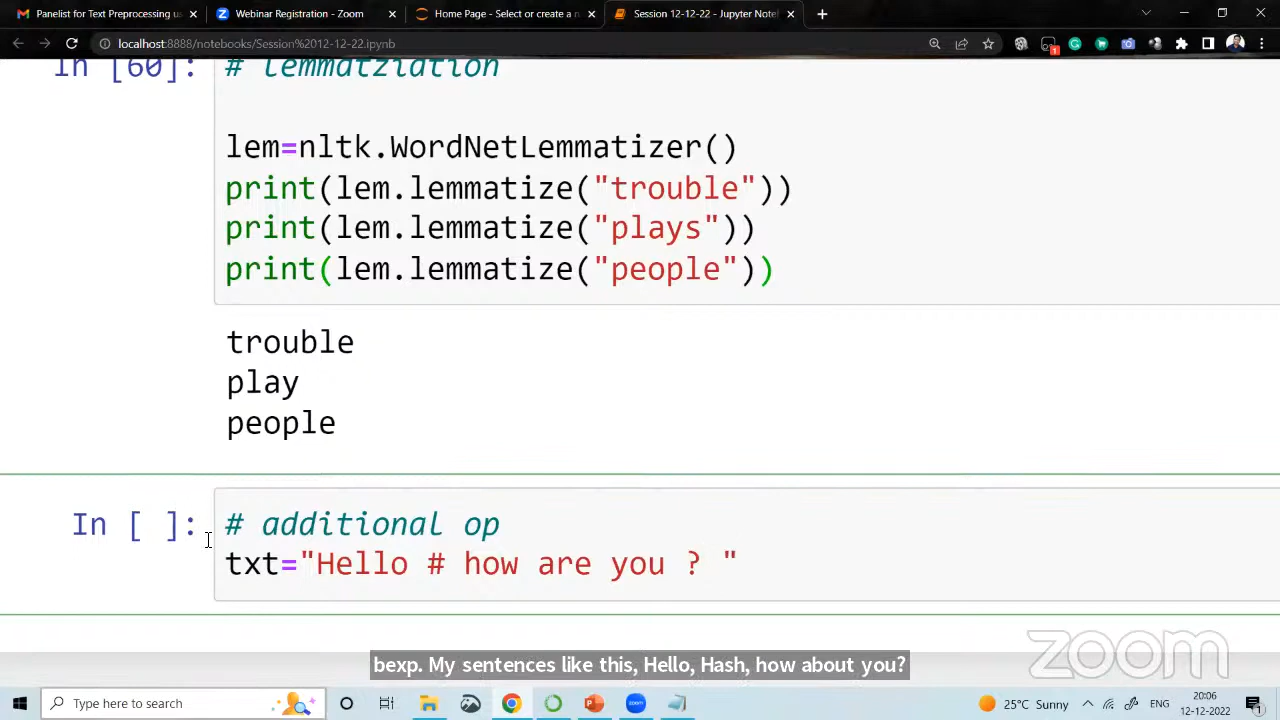 Panelist for Text Preprocessing us
Webinar Registration - Zoom
Home Page - Select or create a n
Session 12-12-22 - Jupyter Note
localhost:8888/notebooks/Session%2012-12-22.ipynb
In [60]: # lemmatziation
lem=nltk.WordNetLemmatizer()
print(lem.lemmatize("trouble"))
print(lem.lemmatize("plays"))
print(lem.lemmatize("people"))
trouble
play
people
In [ ]: # additional op
txt="Hello # how are you ? "
zoom
bexp. My sentences like this, Hello, Hash, how about you?
Type here to search
25°C Sunny
ENG
20:06
12-12-2022